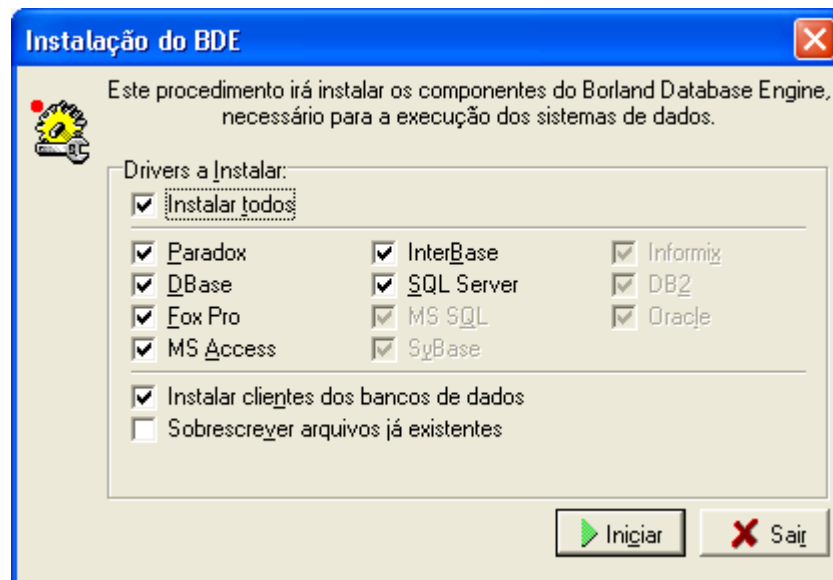 Instalação do BDE
Este procedimento irá instalar os componentes do Borland Database Engine,
necessário para a execução dos sistemas de dados.
Drivers a Instalar:
Instalar todos
Paradox InterBase Informix
DBase SQL Server DB2
Fox Pro MS SQL Oracle
MS Access SyBase
Instalar clientes dos bancos de dados
Sobrescrever arquivos já existentes
Iniciar Sair